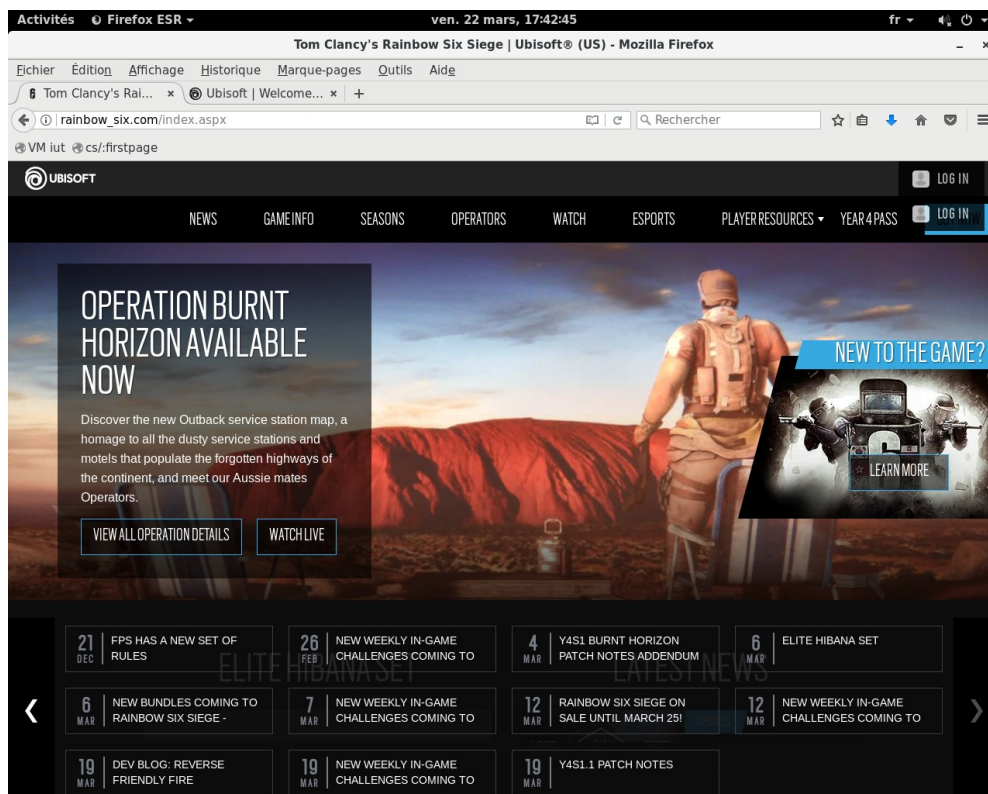 Activités Firefox ESR ven. 22 mars, 17:42:45 fr
Tom Clancy's Rainbow Six Siege | Ubisoft® (US) - Mozilla Firefox
Fichier Édition Affichage Historique Marque-pages Outils Aide
Tom Clancy's Rai... × Ubisoft | Welcome... × +
rainbow_six.com/index.aspx Rechercher
VM iut cs/:firstpage
UBISOFT LOG IN
NEWS GAME INFO SEASONS OPERATORS WATCH ESPORTS PLAYER RESOURCES YEAR 4 PASS LOG IN
OPERATION BURNT
HORIZON AVAILABLE
NOW
Discover the new Outback service station map, a
homage to all the dusty service stations and
motels that populate the forgotten highways of
the continent, and meet our Aussie mates
Operators.
VIEW ALL OPERATION DETAILS WATCH LIVE
NEW TO THE GAME?
6
LEARN MORE
ELITE HIBANA SET LATEST NEWS
21 DEC FPS HAS A NEW SET OF
RULES
26 FEB NEW WEEKLY IN-GAME
CHALLENGES COMING TO
4 MAR Y4S1 BURNT HORIZON
PATCH NOTES ADDENDUM
6 MAR ELITE HIBANA SET
6 MAR NEW BUNDLES COMING TO
RAINBOW SIX SIEGE -
7 MAR NEW WEEKLY IN-GAME
CHALLENGES COMING TO
12 MAR RAINBOW SIX SIEGE ON
SALE UNTIL MARCH 25!
12 MAR NEW WEEKLY IN-GAME
CHALLENGES COMING TO
19 MAR DEV BLOG: REVERSE
FRIENDLY FIRE
19 MAR NEW WEEKLY IN-GAME
CHALLENGES COMING TO
19 MAR Y4S1.1 PATCH NOTES